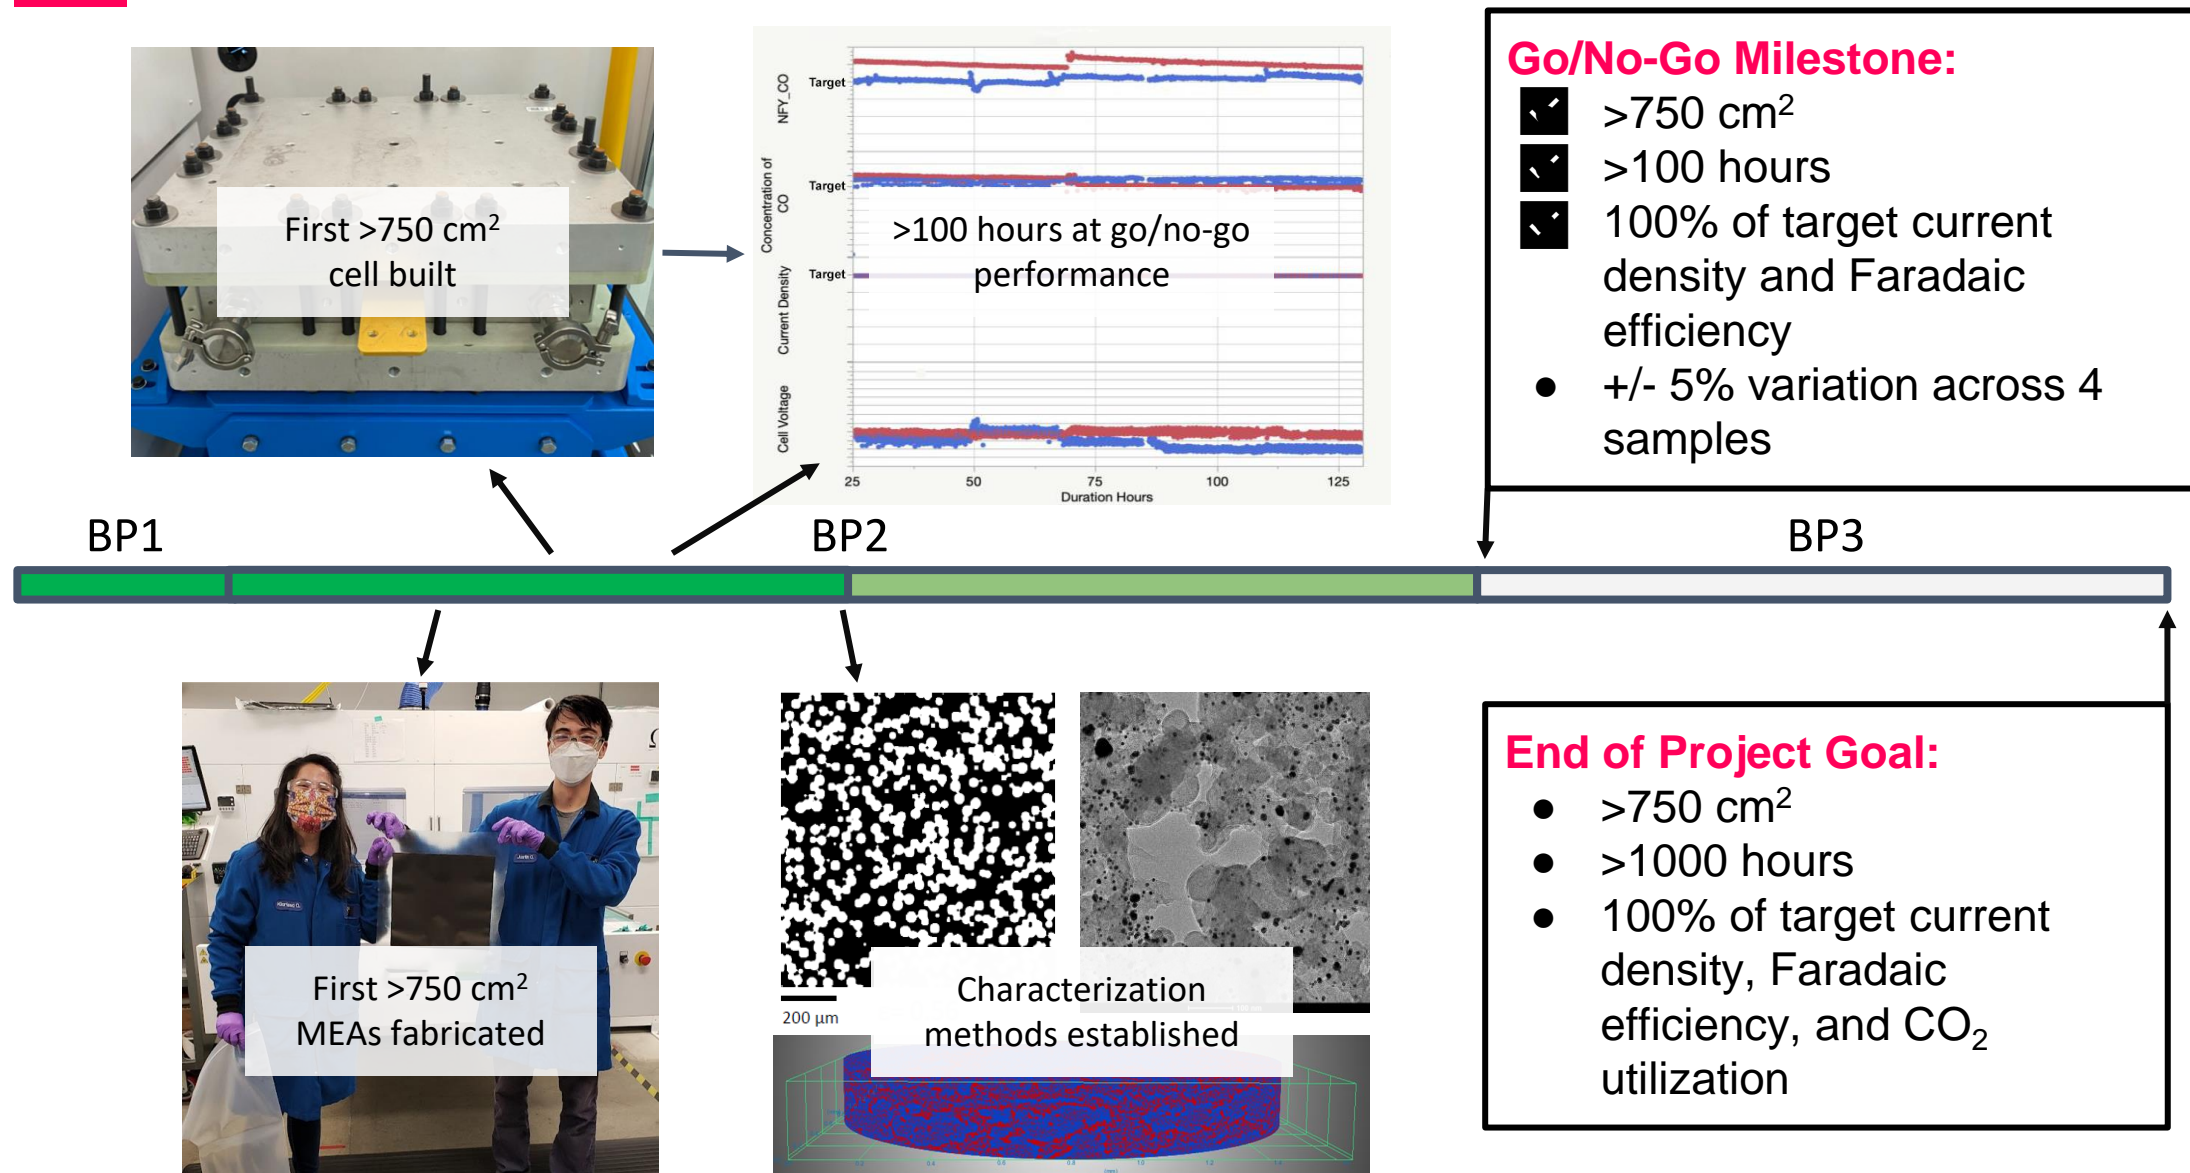 First >750 cm²
cell built
NFY_CO
Concentration of
CO
Current Density
Cell Voltage
Target
Target
Target
>100 hours at go/no-go
performance
25
50
75
100
125
Duration Hours
Go/No-Go Milestone:
>750 cm²
>100 hours
100% of target current
density and Faradaic
efficiency
● +/- 5% variation across 4
samples
BP1
BP2
BP3
First >750 cm²
MEAs fabricated
200 µm
Characterization
methods established
End of Project Goal:
● >750 cm²
● >1000 hours
● 100% of target current
density, Faradaic
efficiency, and CO₂
utilization